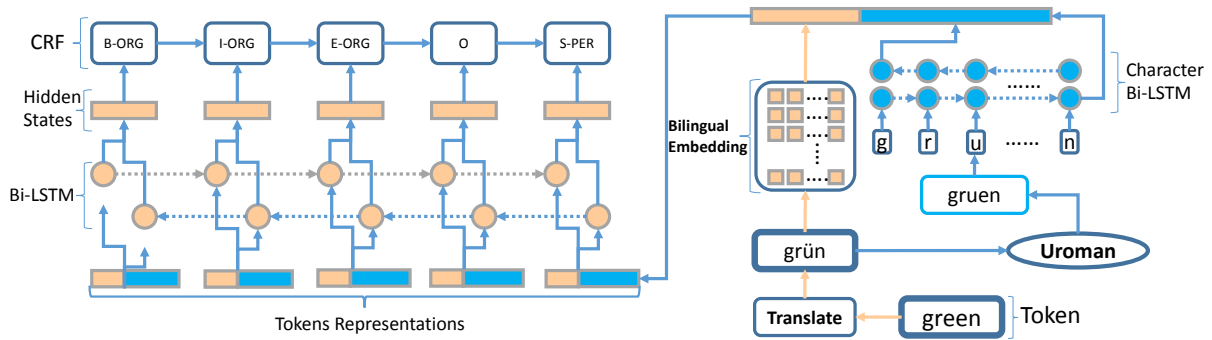 CRF
B-ORG
I-ORG
E-ORG
O
S-PER
Hidden
States
Bi-LSTM
Tokens Representations
Bilingual
Embedding
....
....
....
....
Character
Bi-LSTM
......
g
r
u
......
n
gruen
grün
Uroman
Translate
green
Token